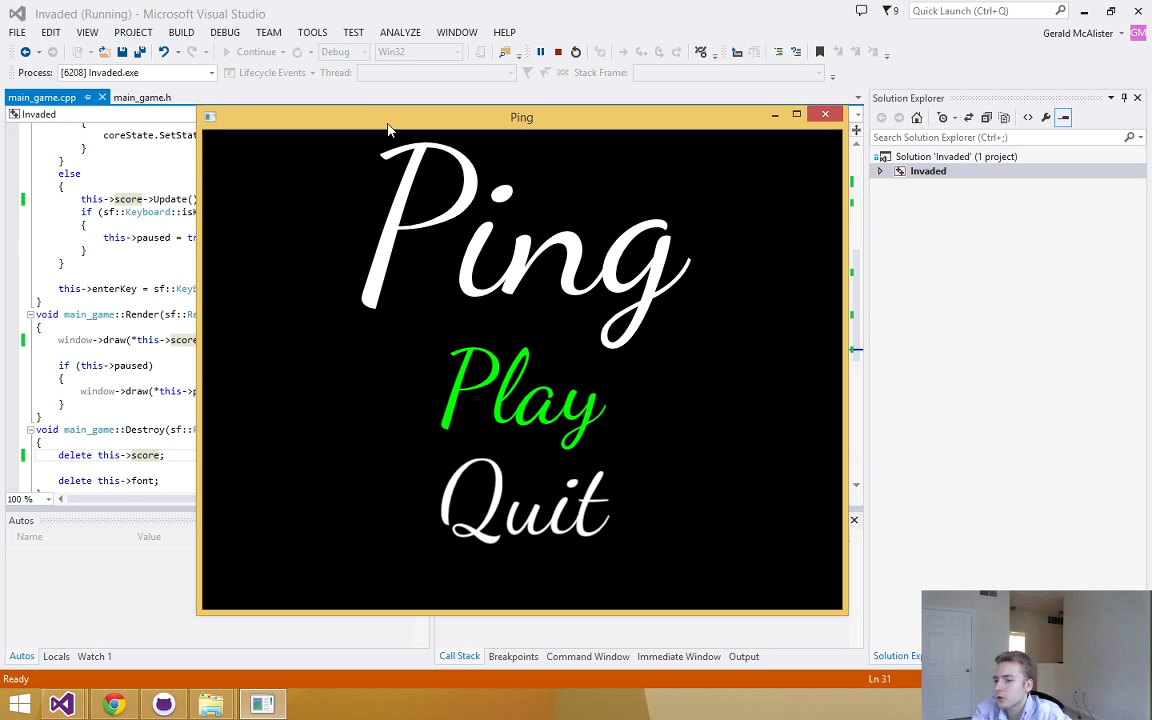 Invaded (Running) - Microsoft Visual Studio
9
Quick Launch (Ctrl+Q)
FILE EDIT VIEW PROJECT BUILD DEBUG TEAM TOOLS TEST ANALYZE WINDOW HELP
Gerald McAlister GM
Continue Debug Win32
Process: [6208] Invaded.exe Lifecycle Events Thread: Stack Frame:
main_game.cpp main_game.h
Solution Explorer
Invaded
Ping
Search Solution Explorer (Ctrl+;)
Solution 'Invaded' (1 project)
Invaded
}
coreState.SetStat
}
}
else
{
this->score->Update()
if (sf::Keyboard::isK
{
this->paused = tr
}
}
this->enterKey = sf::Keyb
}
void main_game::Render(sf::Re
{
window->draw(*this->score
if (this->paused)
{
window->draw(*this->p
}
}
void main_game::Destroy(sf::R
{
delete this->score;
delete this->font;
100 %
Ping
Play
Quit
Autos
Name Value
Autos Locals Watch 1
Call Stack Breakpoints Command Window Immediate Window Output
Solution Exp
Ready
Ln 31